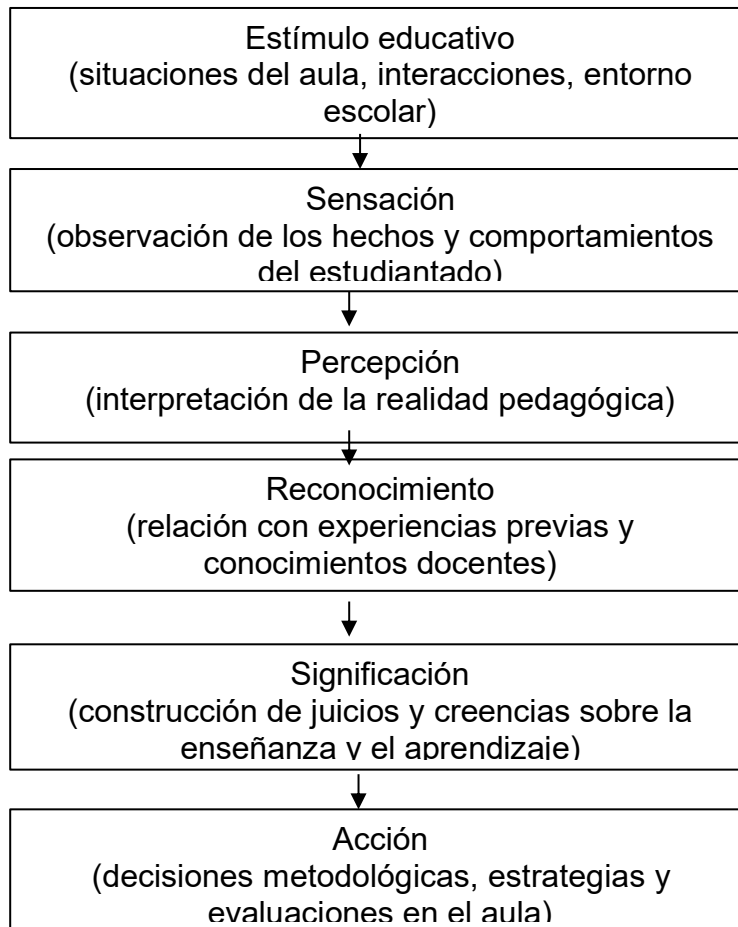 Estímulo educativo
(situaciones del aula, interacciones, entorno
escolar)
Sensación
(observación de los hechos y comportamientos
del estudiantado)
Percepción
(interpretación de la realidad pedagógica)
Reconocimiento
(relación con experiencias previas y
conocimientos docentes)
Significación
(construcción de juicios y creencias sobre la
enseñanza y el aprendizaje)
Acción
(decisiones metodológicas, estrategias y
evaluaciones en el aula)